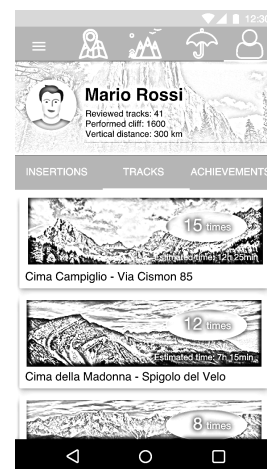 12:30
Mario Rossi
Reviewed tracks: 41
Performed cliff: 1600
Vertical distance: 300 km
INSERTIONS TRACKS ACHIEVEMENTS
15 times
Estimated time: 12h 25min
Cima Campiglio - Via Cismon 85
12 times
Estimated time: 7h 15min
Cima della Madonna - Spigolo del Velo
8 times